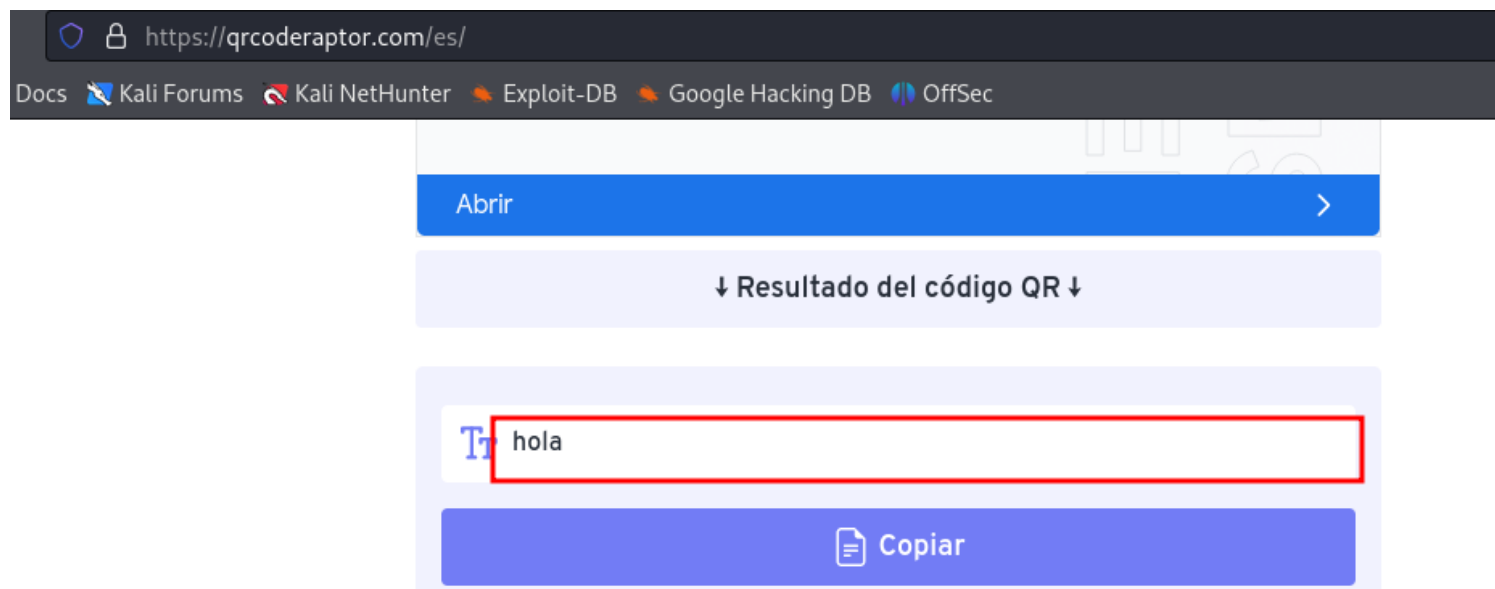 https://qrcoderaptor.com/es/
Docs Kali Forums Kali NetHunter Exploit-DB Google Hacking DB OffSec
Abrir
↓ Resultado del código QR ↓
hola
Copiar